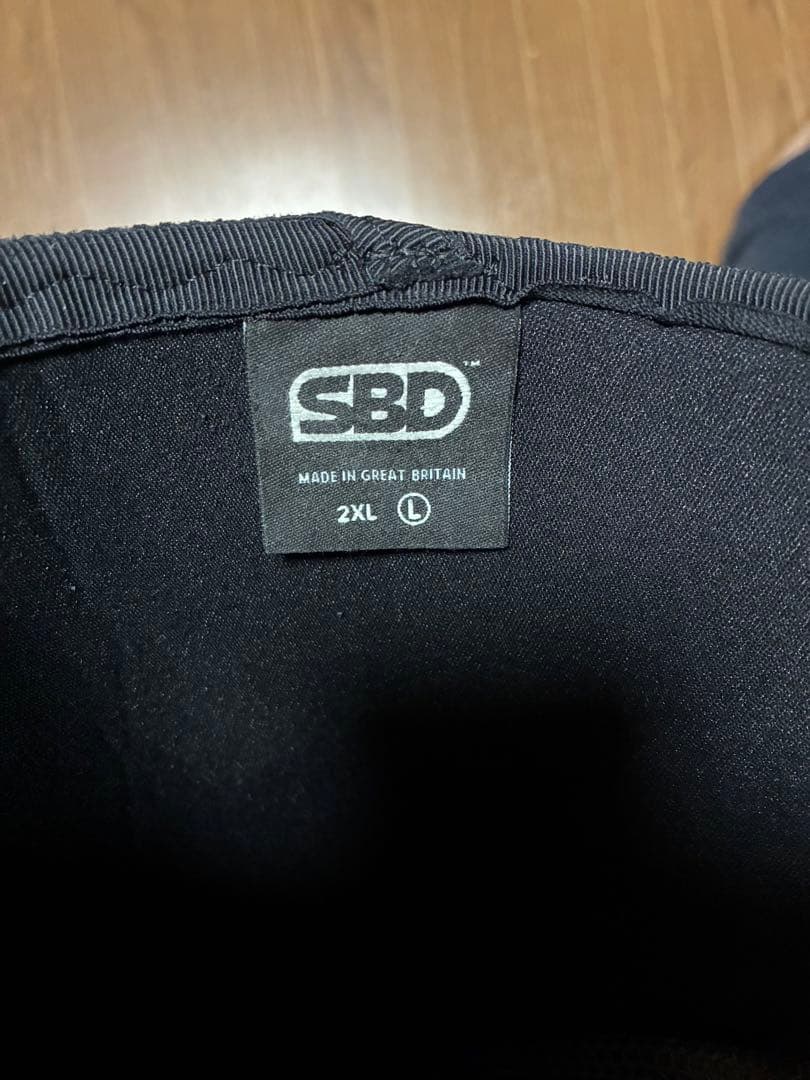 SBD™
MADE IN GREAT BRITAIN
2XL Ⓛ